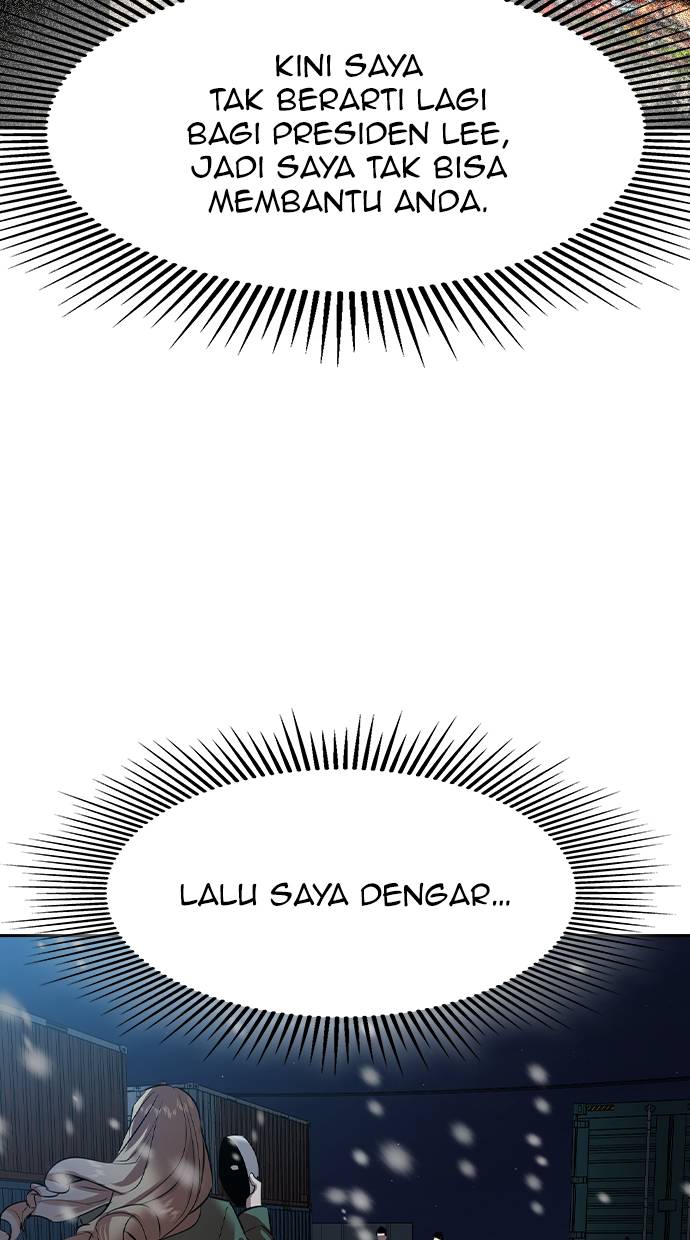 KINI SAYA
TAK BERARTI LAGI
BAGI PRESIDEN LEE,
JADI SAYA TAK BISA
MEMBANTU ANDA.
LALU SAYA DENGAR...